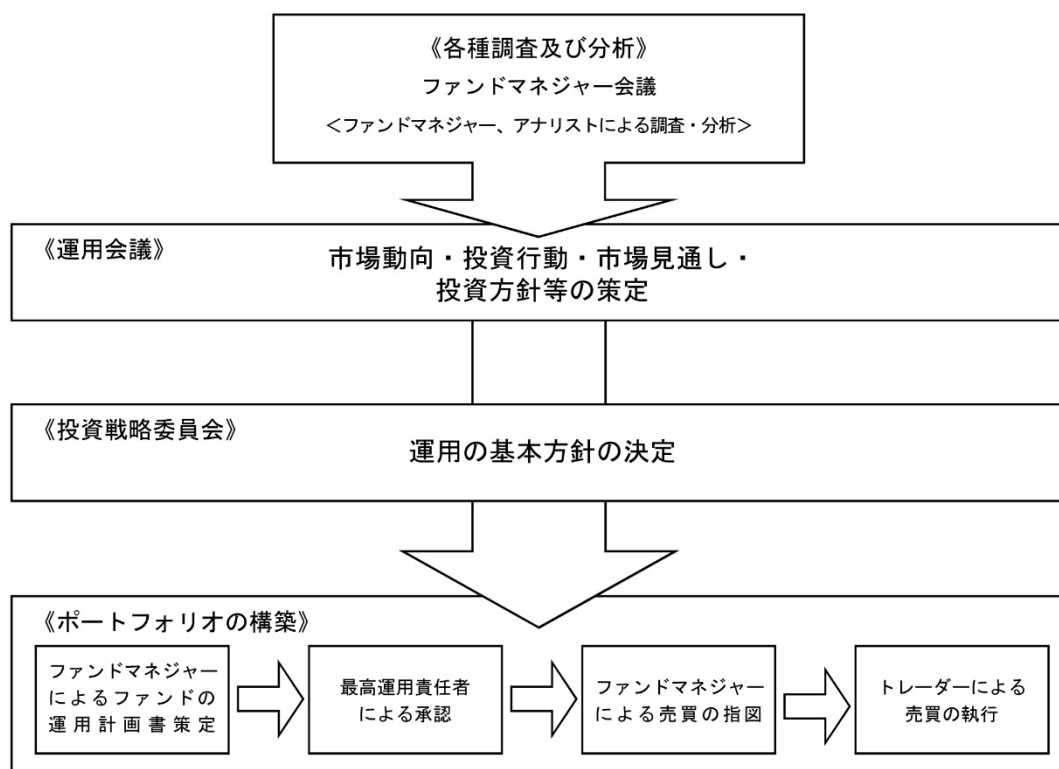 《各種調査及び分析》
ファンドマネジャー会議
＜ファンドマネジャー、アナリストによる調査・分析＞
《運用会議》
市場動向・投資行動・市場見通し・
投資方針等の策定
《投資戦略委員会》
運用の基本方針の決定
《ポートフォリオの構築》
ファンドマネジャー
によるファンドの
運用計画書策定
最高運用責任者
による承認
ファンドマネジャー
による売買の指図
トレーダーによる
売買の執行